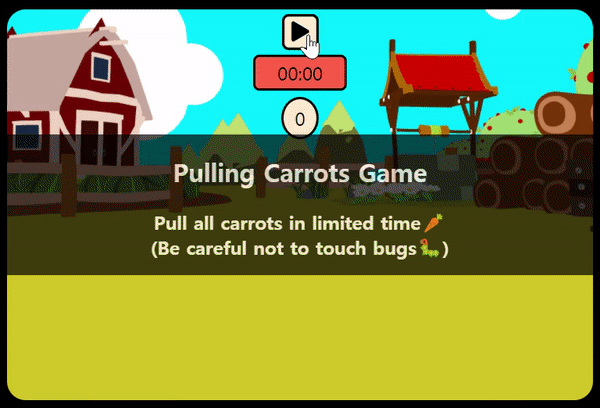 00:00
0
Pulling Carrots Game
Pull all carrots in limited time🥕
(Be careful not to touch bugs🐛)